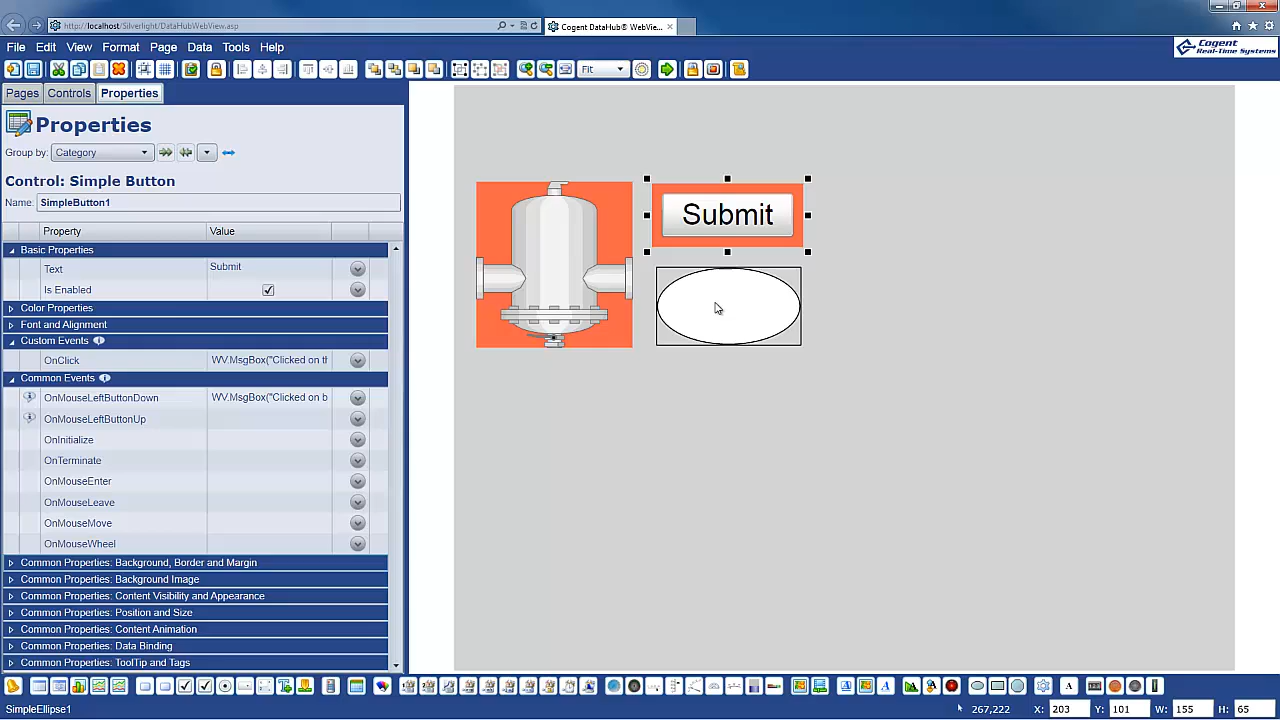 http://localhost/Silverlight/DataHubWebView.asp
Cogent DataHub® WebVie...
File Edit View Format Page Data Tools Help
Cogent
Real-Time Systems
Fit
Pages Controls Properties
Properties
Group by: Category
Control: Simple Button
Name: SimpleButton1
Property Value
Basic Properties
Text Submit
Is Enabled
Color Properties
Font and Alignment
Custom Events
OnClick WV.MsgBox("Clicked on th
Common Events
OnMouseLeftButtonDown WV.MsgBox("Clicked on b
OnMouseLeftButtonUp
OnInitialize
OnTerminate
OnMouseEnter
OnMouseLeave
OnMouseMove
OnMouseWheel
Common Properties: Background, Border and Margin
Common Properties: Background Image
Common Properties: Content Visibility and Appearance
Common Properties: Position and Size
Common Properties: Content Animation
Common Properties: Data Binding
Common Properties: ToolTip and Tags
Submit
SimpleEllipse1
267,222 X: 203 Y: 101 W: 155 H: 65